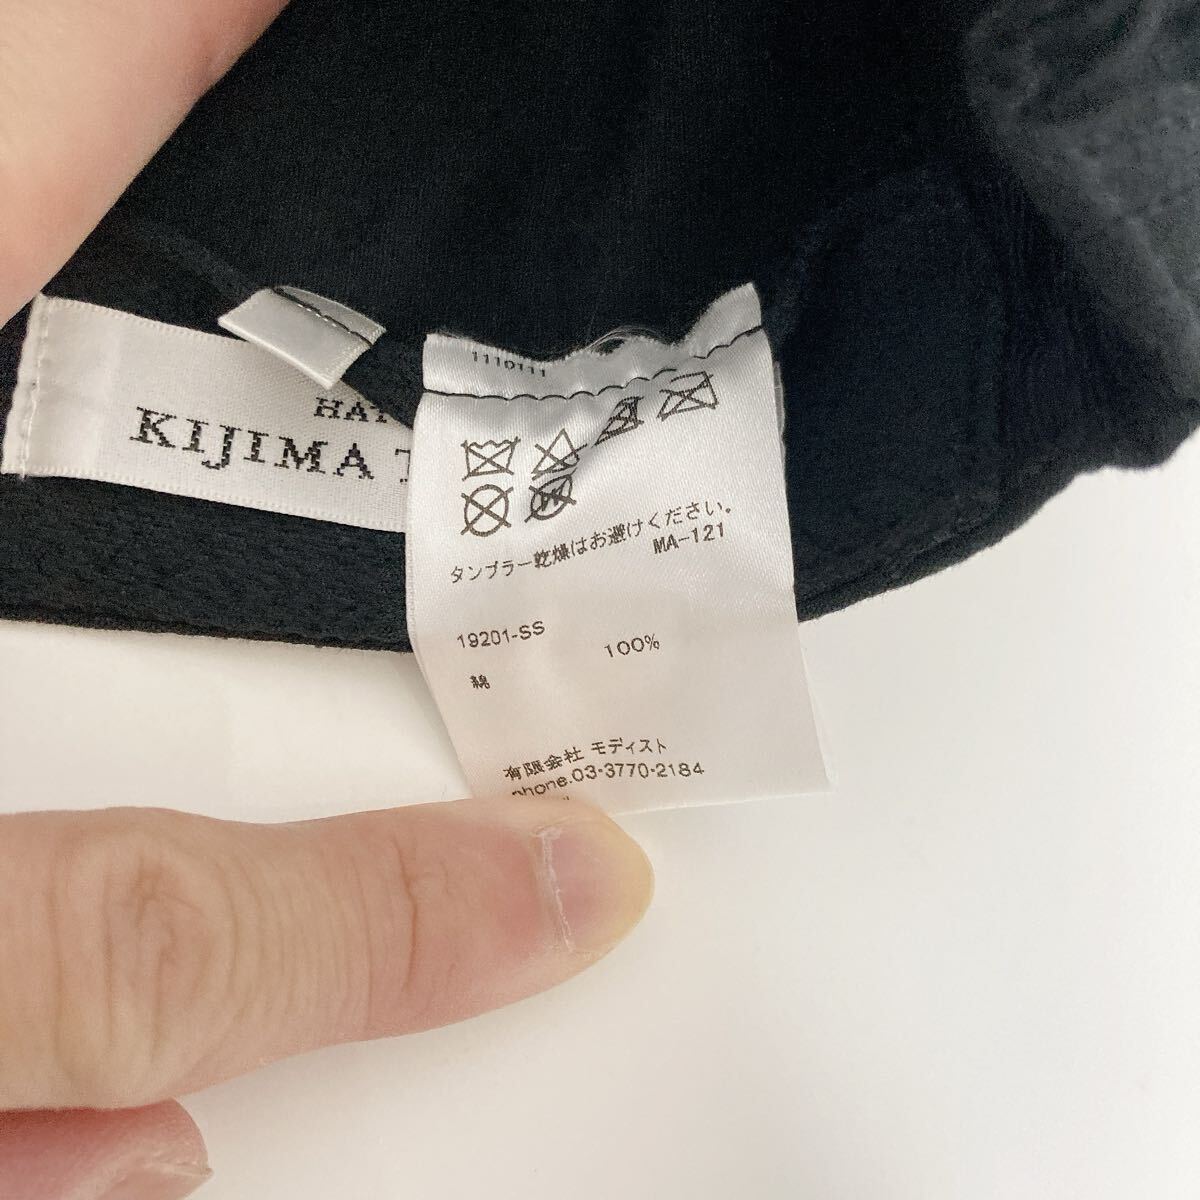 HAT
KIJIMA T
1110111
タンブラー乾燥はお避けください。
MA-121
19201-SS
綿 100%
有限会社 モディスト
phone.03-3770-2184